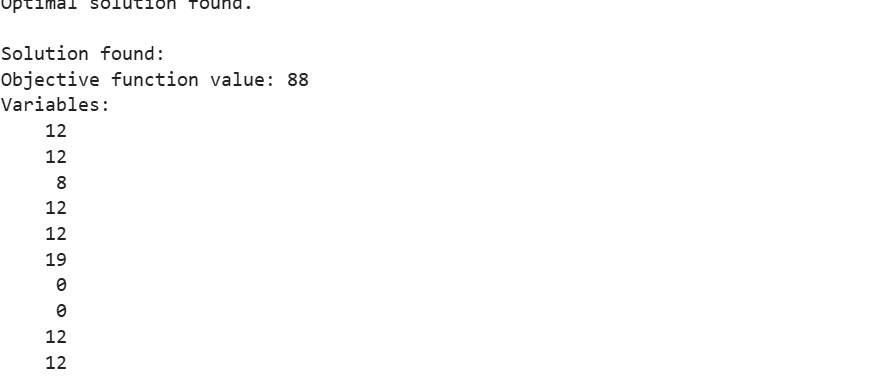 Optimal solution found.
Solution found:
Objective function value: 88
Variables:
12
12
8
12
12
19
0
0
12
12